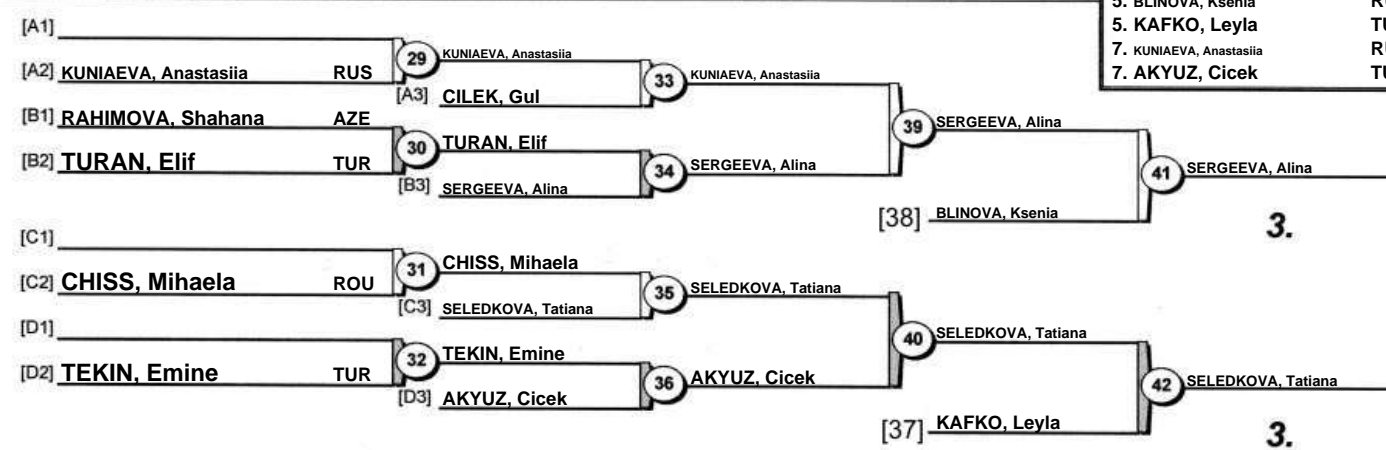 5. BLINOVA, Ksenia
5. KAFKO, Leyla
7. KUNIAEVA, Anastasiia
7. AKYUZ, Cicek
[A1]
[A2] KUNIAEVA, Anastasiia RUS
29 KUNIAEVA, Anastasiia
[A3] CILEK, Gul
33 KUNIAEVA, Anastasiia
[B1] RAHIMOVA, Shahana AZE
[B2] TURAN, Elif TUR
30 TURAN, Elif
[B3] SERGEEVA, Alina
34 SERGEEVA, Alina
39 SERGEEVA, Alina
[38] BLINOVA, Ksenia
41 SERGEEVA, Alina
3.
[C1]
[C2] CHISS, Mihaela ROU
31 CHISS, Mihaela
[C3] SELEDKOVA, Tatiana
35 SELEDKOVA, Tatiana
[D1]
[D2] TEKIN, Emine TUR
32 TEKIN, Emine
[D3] AKYUZ, Cicek
36 AKYUZ, Cicek
40 SELEDKOVA, Tatiana
[37] KAFKO, Leyla
42 SELEDKOVA, Tatiana
3.